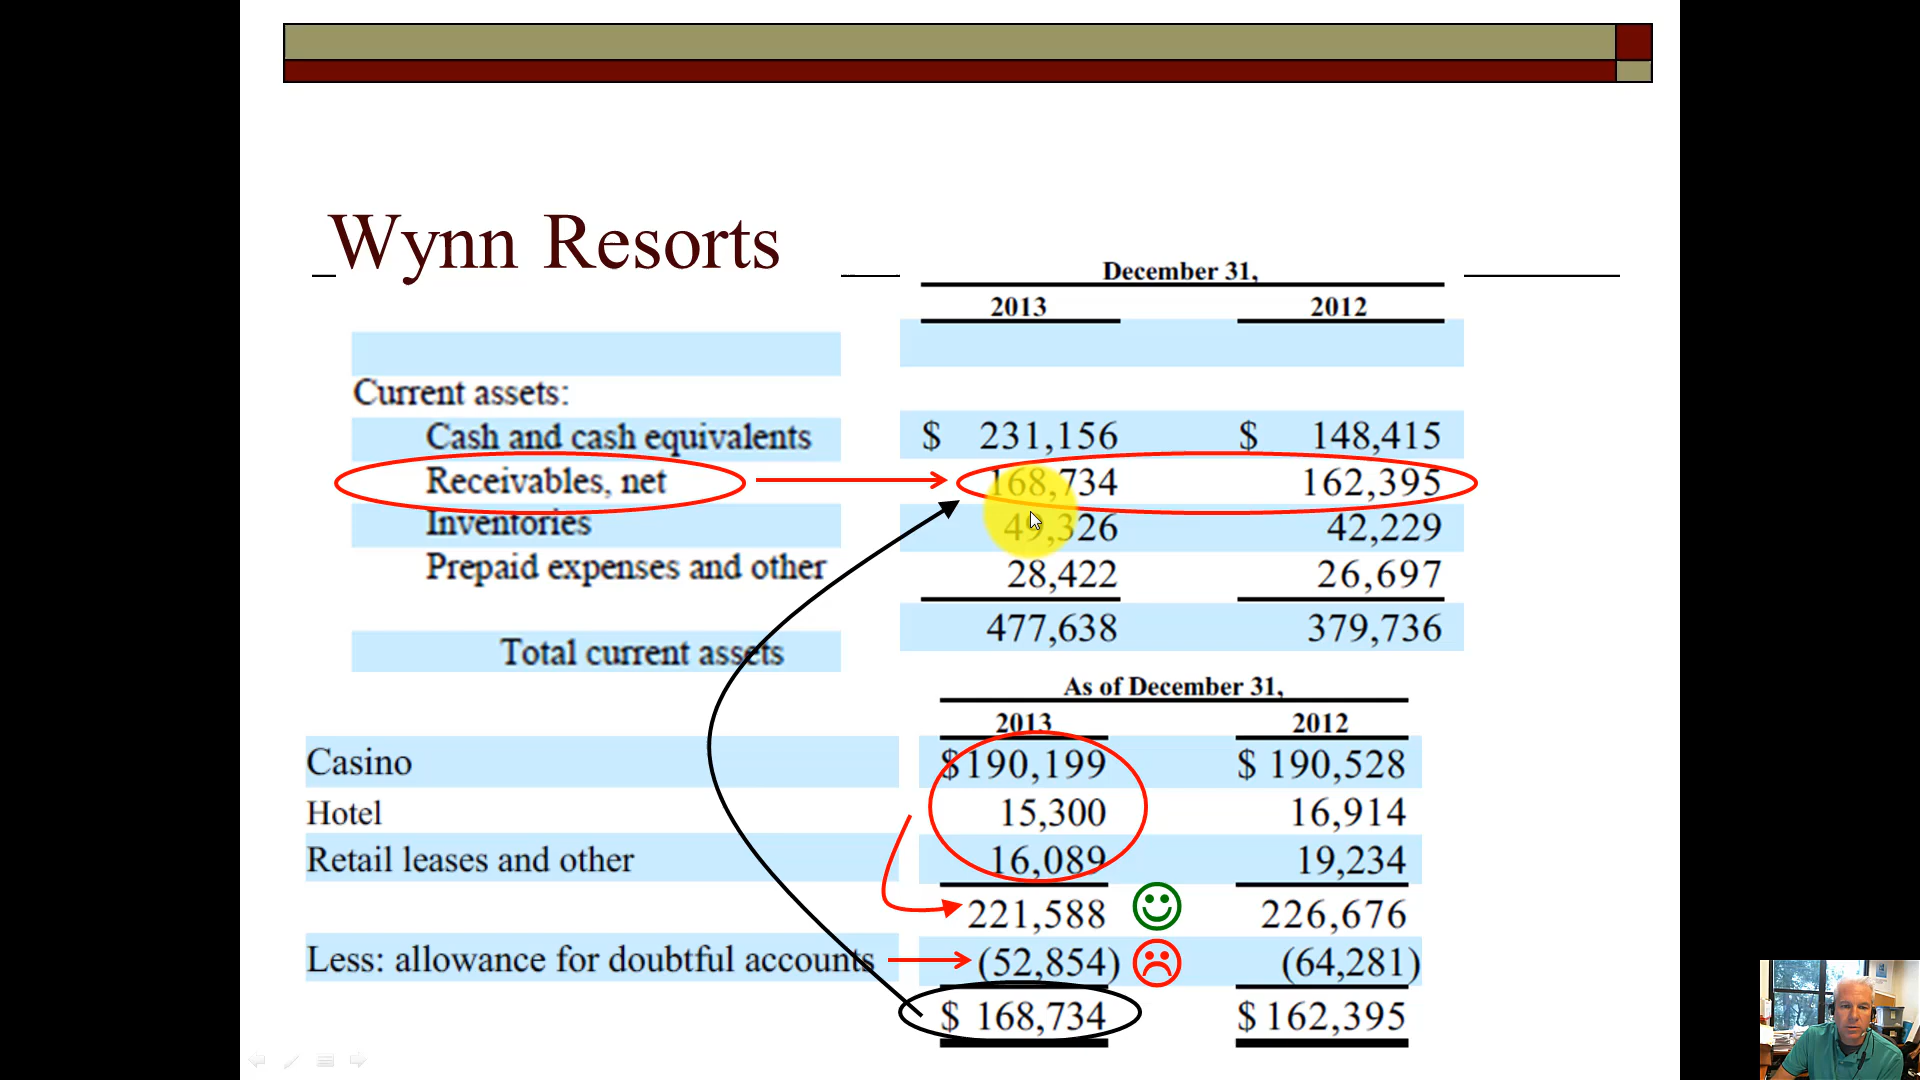 Wynn Resorts
December 31,
2013 2012
Current assets:
Cash and cash equivalents $ 231,156 $ 148,415
Receivables, net 168,734 162,395
Inventories 49,326 42,229
Prepaid expenses and other 28,422 26,697
Total current assets 477,638 379,736
As of December 31,
2013 2012
Casino $190,199 $ 190,528
Hotel 15,300 16,914
Retail leases and other 16,089 19,234
221,588 226,676
Less: allowance for doubtful accounts (52,854) (64,281)
$ 168,734 $ 162,395